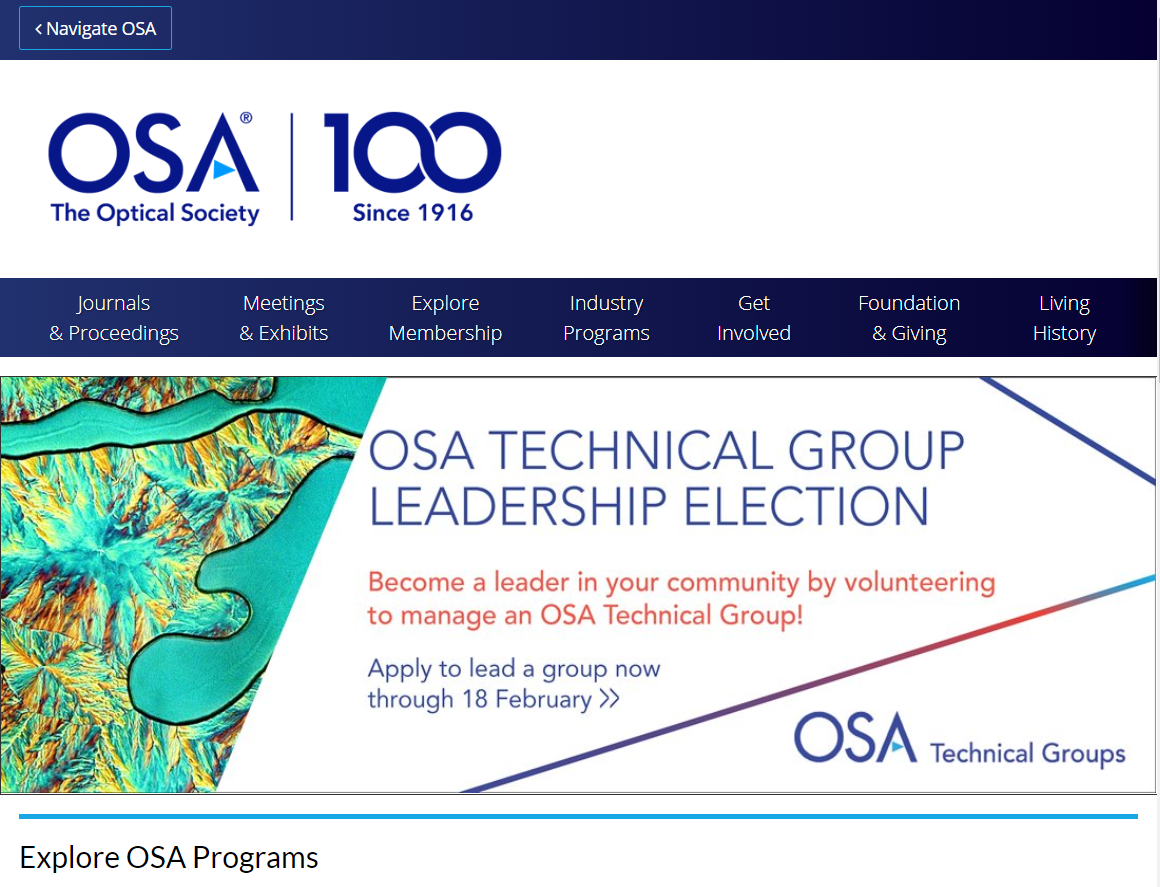 < Navigate OSA
OSA® | 100
The Optical Society
Since 1916
Journals
& Proceedings
Meetings
& Exhibits
Explore
Membership
Industry
Programs
Get
Involved
Foundation
& Giving
Living
History
OSA TECHNICAL GROUP
LEADERSHIP ELECTION
Become a leader in your community by volunteering
to manage an OSA Technical Group!
Apply to lead a group now
through 18 February >>
OSA Technical Groups
Explore OSA Programs